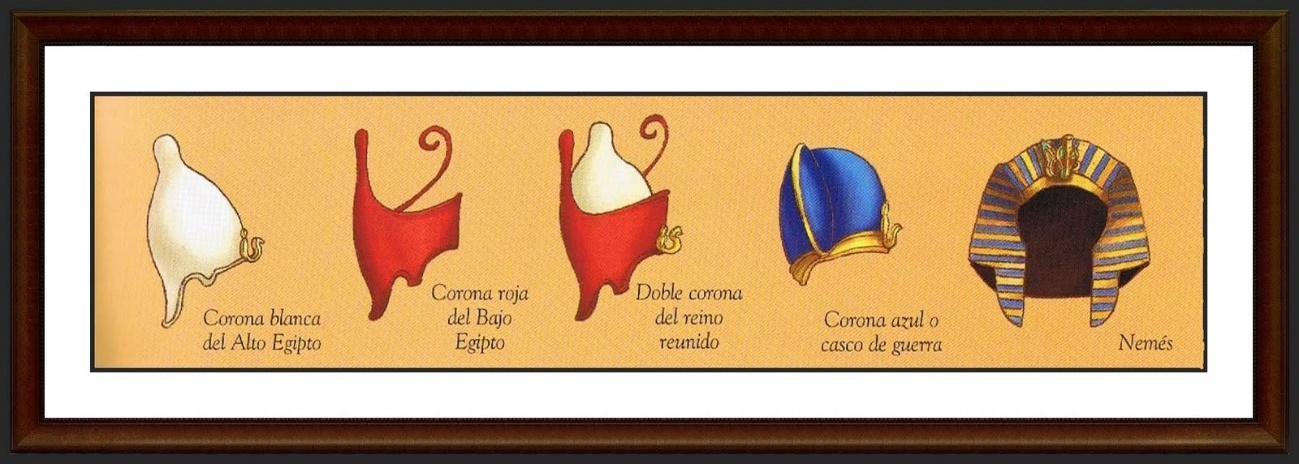 Corona blanca
del Alto Egipto
Corona roja
del Bajo
Egipto
Doble corona
del reino
reunido
Corona azul o
casco de guerra
Nemés